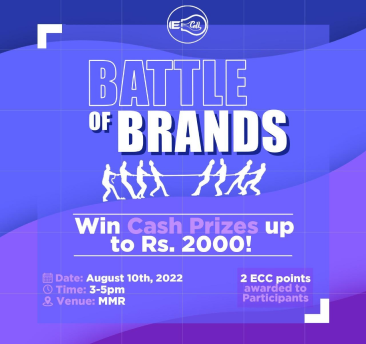 E Cell
BATTLE
OF BRANDS
Win Cash Prizes up
to Rs. 2000!
Date: August 10th, 2022
Time: 3-5pm
Venue: MMR
2 ECC points
awarded to
Participants